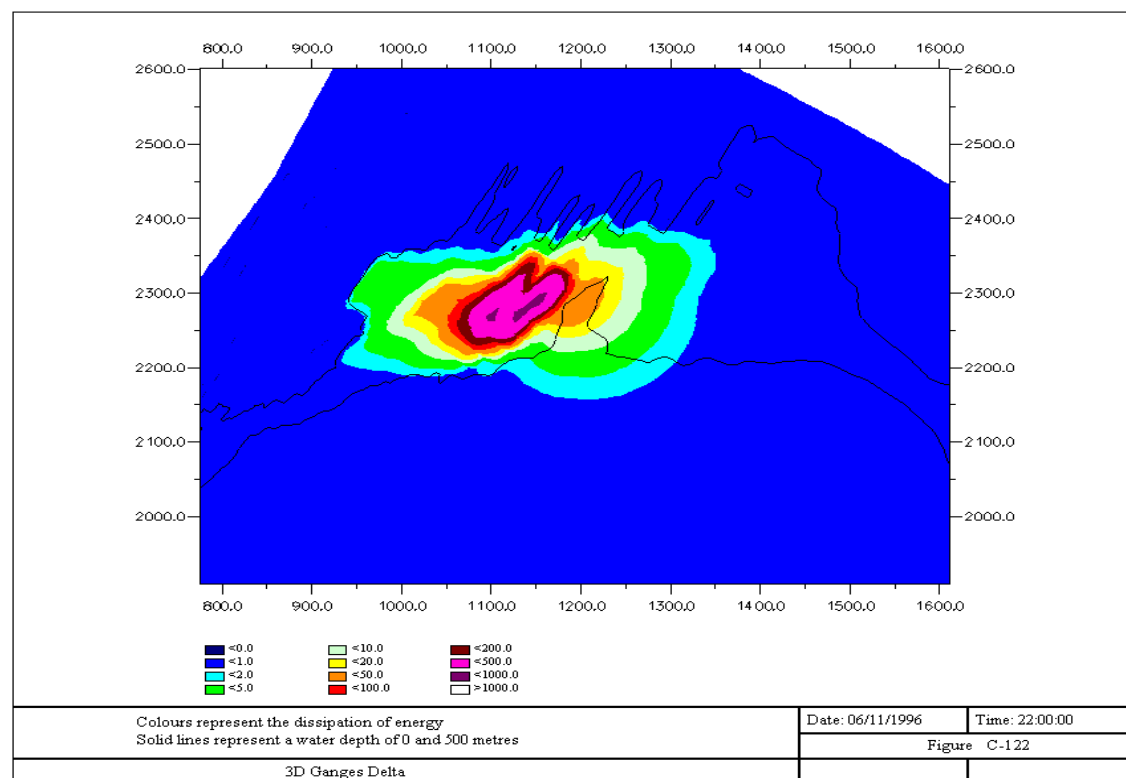 800.0 900.0 1000.0 1100.0 1200.0 1300.0 1400.0 1500.0 1600.0
2600.0 2600.0
2500.0 2500.0
2400.0 2400.0
2300.0 2300.0
2200.0 2200.0
2100.0 2100.0
2000.0 2000.0
800.0 900.0 1000.0 1100.0 1200.0 1300.0 1400.0 1500.0 1600.0
<0.0 <10.0 <200.0
<1.0 <20.0 <500.0
<2.0 <50.0 <1000.0
<5.0 <100.0 >1000.0
Colours represent the dissipation of energy
Solid lines represent a water depth of 0 and 500 metres
Date: 06/11/1996 Time: 22:00:00
Figure C-122
3D Ganges Delta